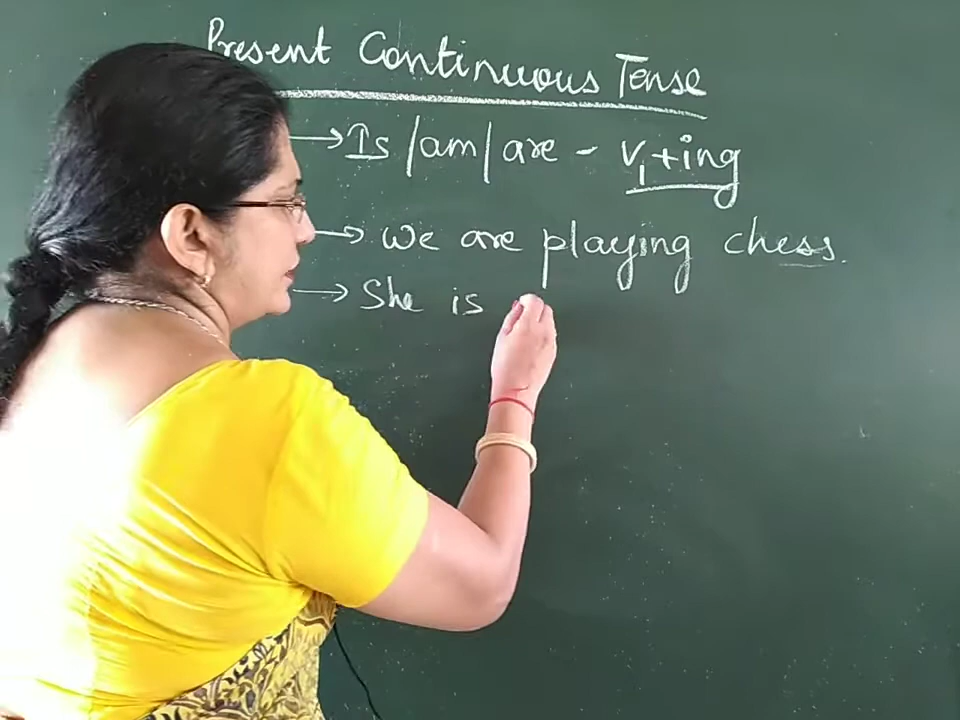 Present Continuous Tense
→ Is / am / are - V₁+ing
→ we are playing chess.
→ She is